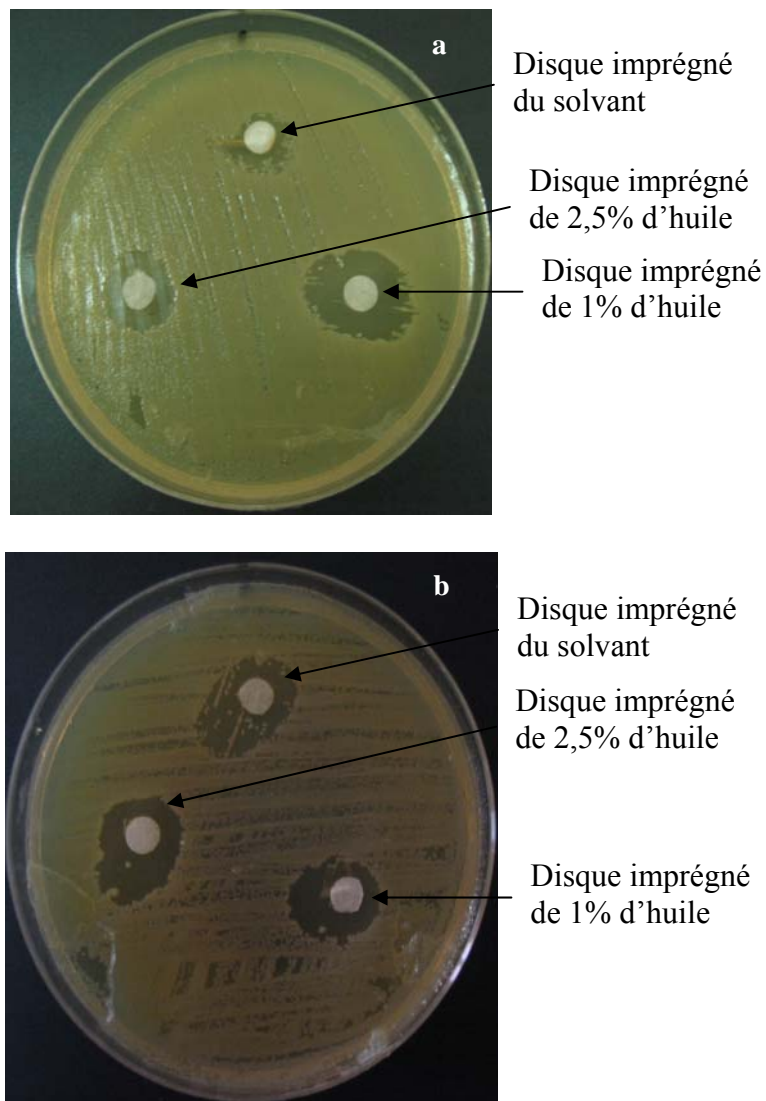 a
Disque imprégné
du solvant
Disque imprégné
de 2,5% d’huile
Disque imprégné
de 1% d’huile
b
Disque imprégné
du solvant
Disque imprégné
de 2,5% d’huile
Disque imprégné
de 1% d’huile